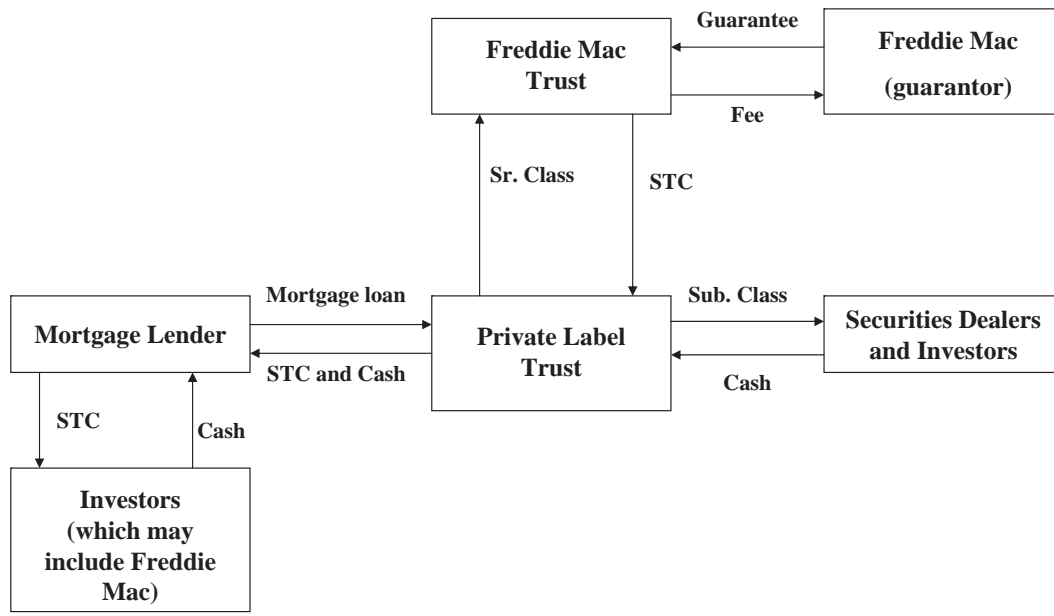 Guarantee
Freddie Mac
Trust
Freddie Mac
(guarantor)
Fee
Sr. Class
STC
Mortgage loan
Sub. Class
Mortgage Lender
Private Label
Trust
Securities Dealers
and Investors
STC and Cash
Cash
STC
Cash
Investors
(which may
include Freddie
Mac)